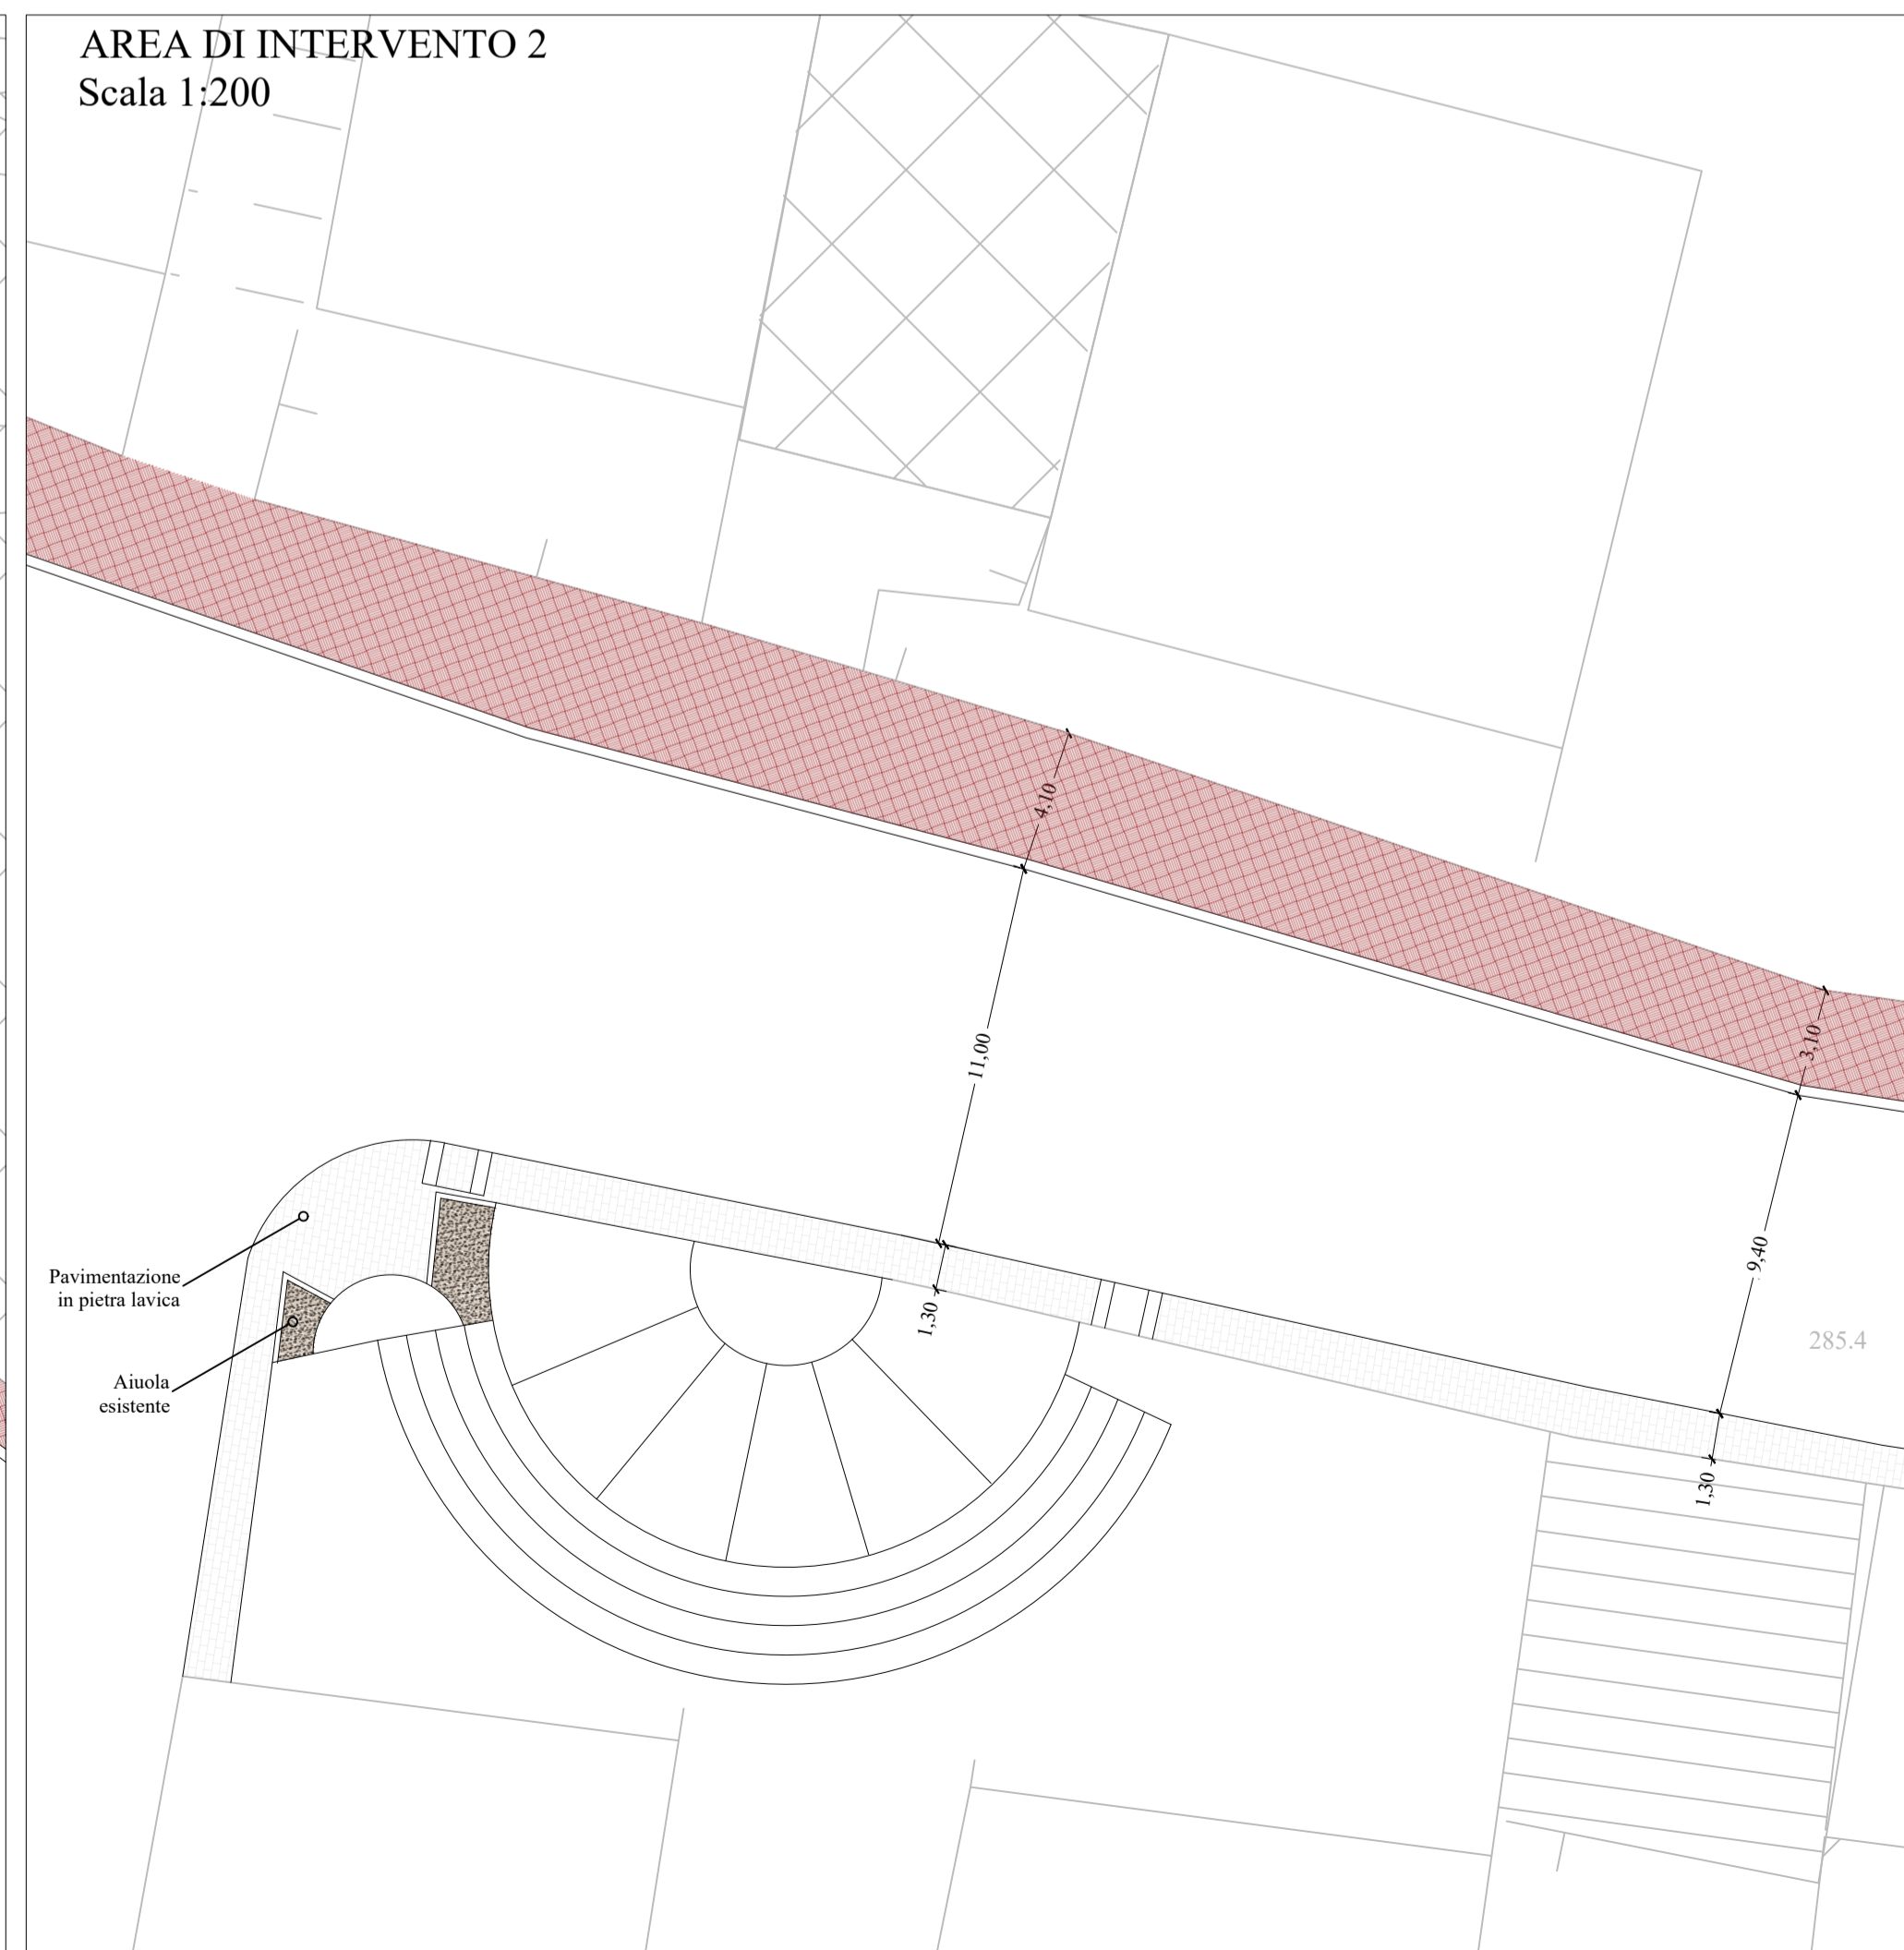 AREA DI INTERVENTO 2
Scala 1:200
4,10
3,10
11,00
9,40
1,30
1,30
285.4
Pavimentazione
in pietra lavica
Aiuola
esistente